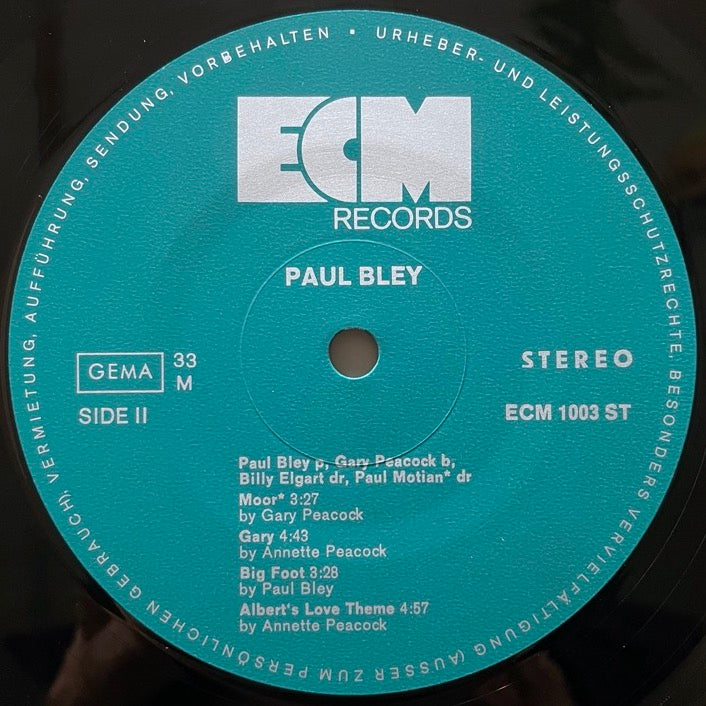 ECM
RECORDS
PAUL BLEY
GEMA
33
M
STEREO
SIDE II
ECM 1003 ST
Paul Bley p, Gary Peacock b,
Billy Elgart dr, Paul Motian* dr
Moor* 3:27
by Gary Peacock
Gary 4:43
by Annette Peacock
Big Foot 3:28
by Paul Bley
Albert's Love Theme 4:57
by Annette Peacock
• URHEBER- UND LEISTUNGSSCHUTZRECHTE, BESONDERS VERVIELFÄLTIGUNG (AUSSER ZUM PERSÖNLICHEN GEBRAUCH), VERMIETUNG, AUFFÜHRUNG, SENDUNG, VORBEHALTEN